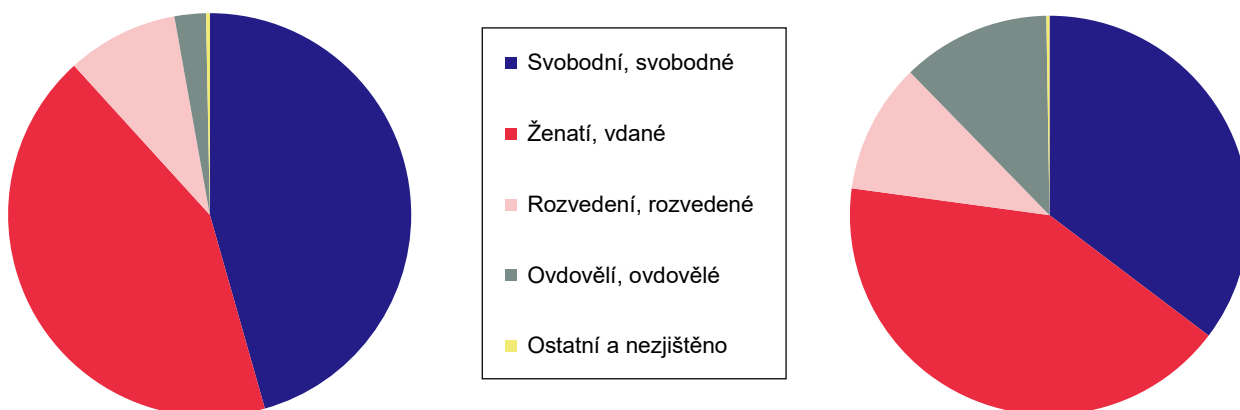 Svobodní, svobodné
Ženatí, vdané
Rozvedení, rozvedené
Ovdovělí, ovdovělé
Ostatní a nezjištěno